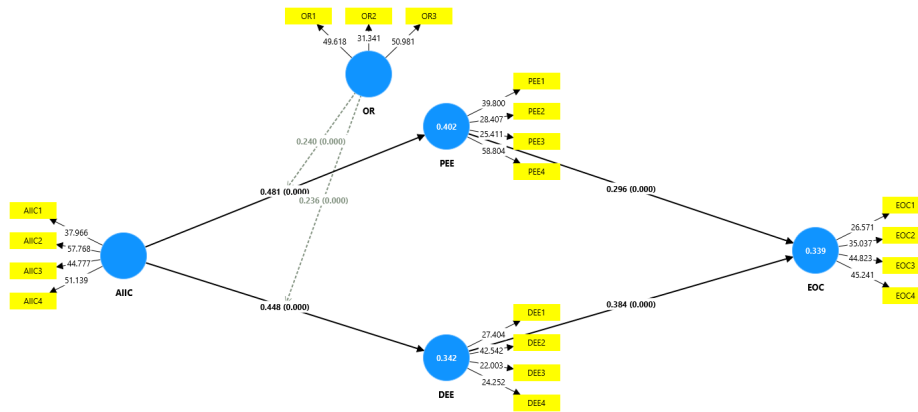 OR1 OR2 OR3
49.618 31.341 50.981
OR
0.240 (0.000)
0.236 (0.000)
AIIC1
AIIC2
AIIC3
AIIC4
37.966
57.768
44.777
51.139
AIIC
0.481 (0.000)
0.448 (0.000)
0.402
PEE
39.800
28.407
25.411
58.804
PEE1
PEE2
PEE3
PEE4
0.342
DEE
27.404
42.542
22.003
24.252
DEE1
DEE2
DEE3
DEE4
0.296 (0.000)
0.384 (0.000)
0.339
EOC
26.571
35.037
44.823
45.241
EOC1
EOC2
EOC3
EOC4